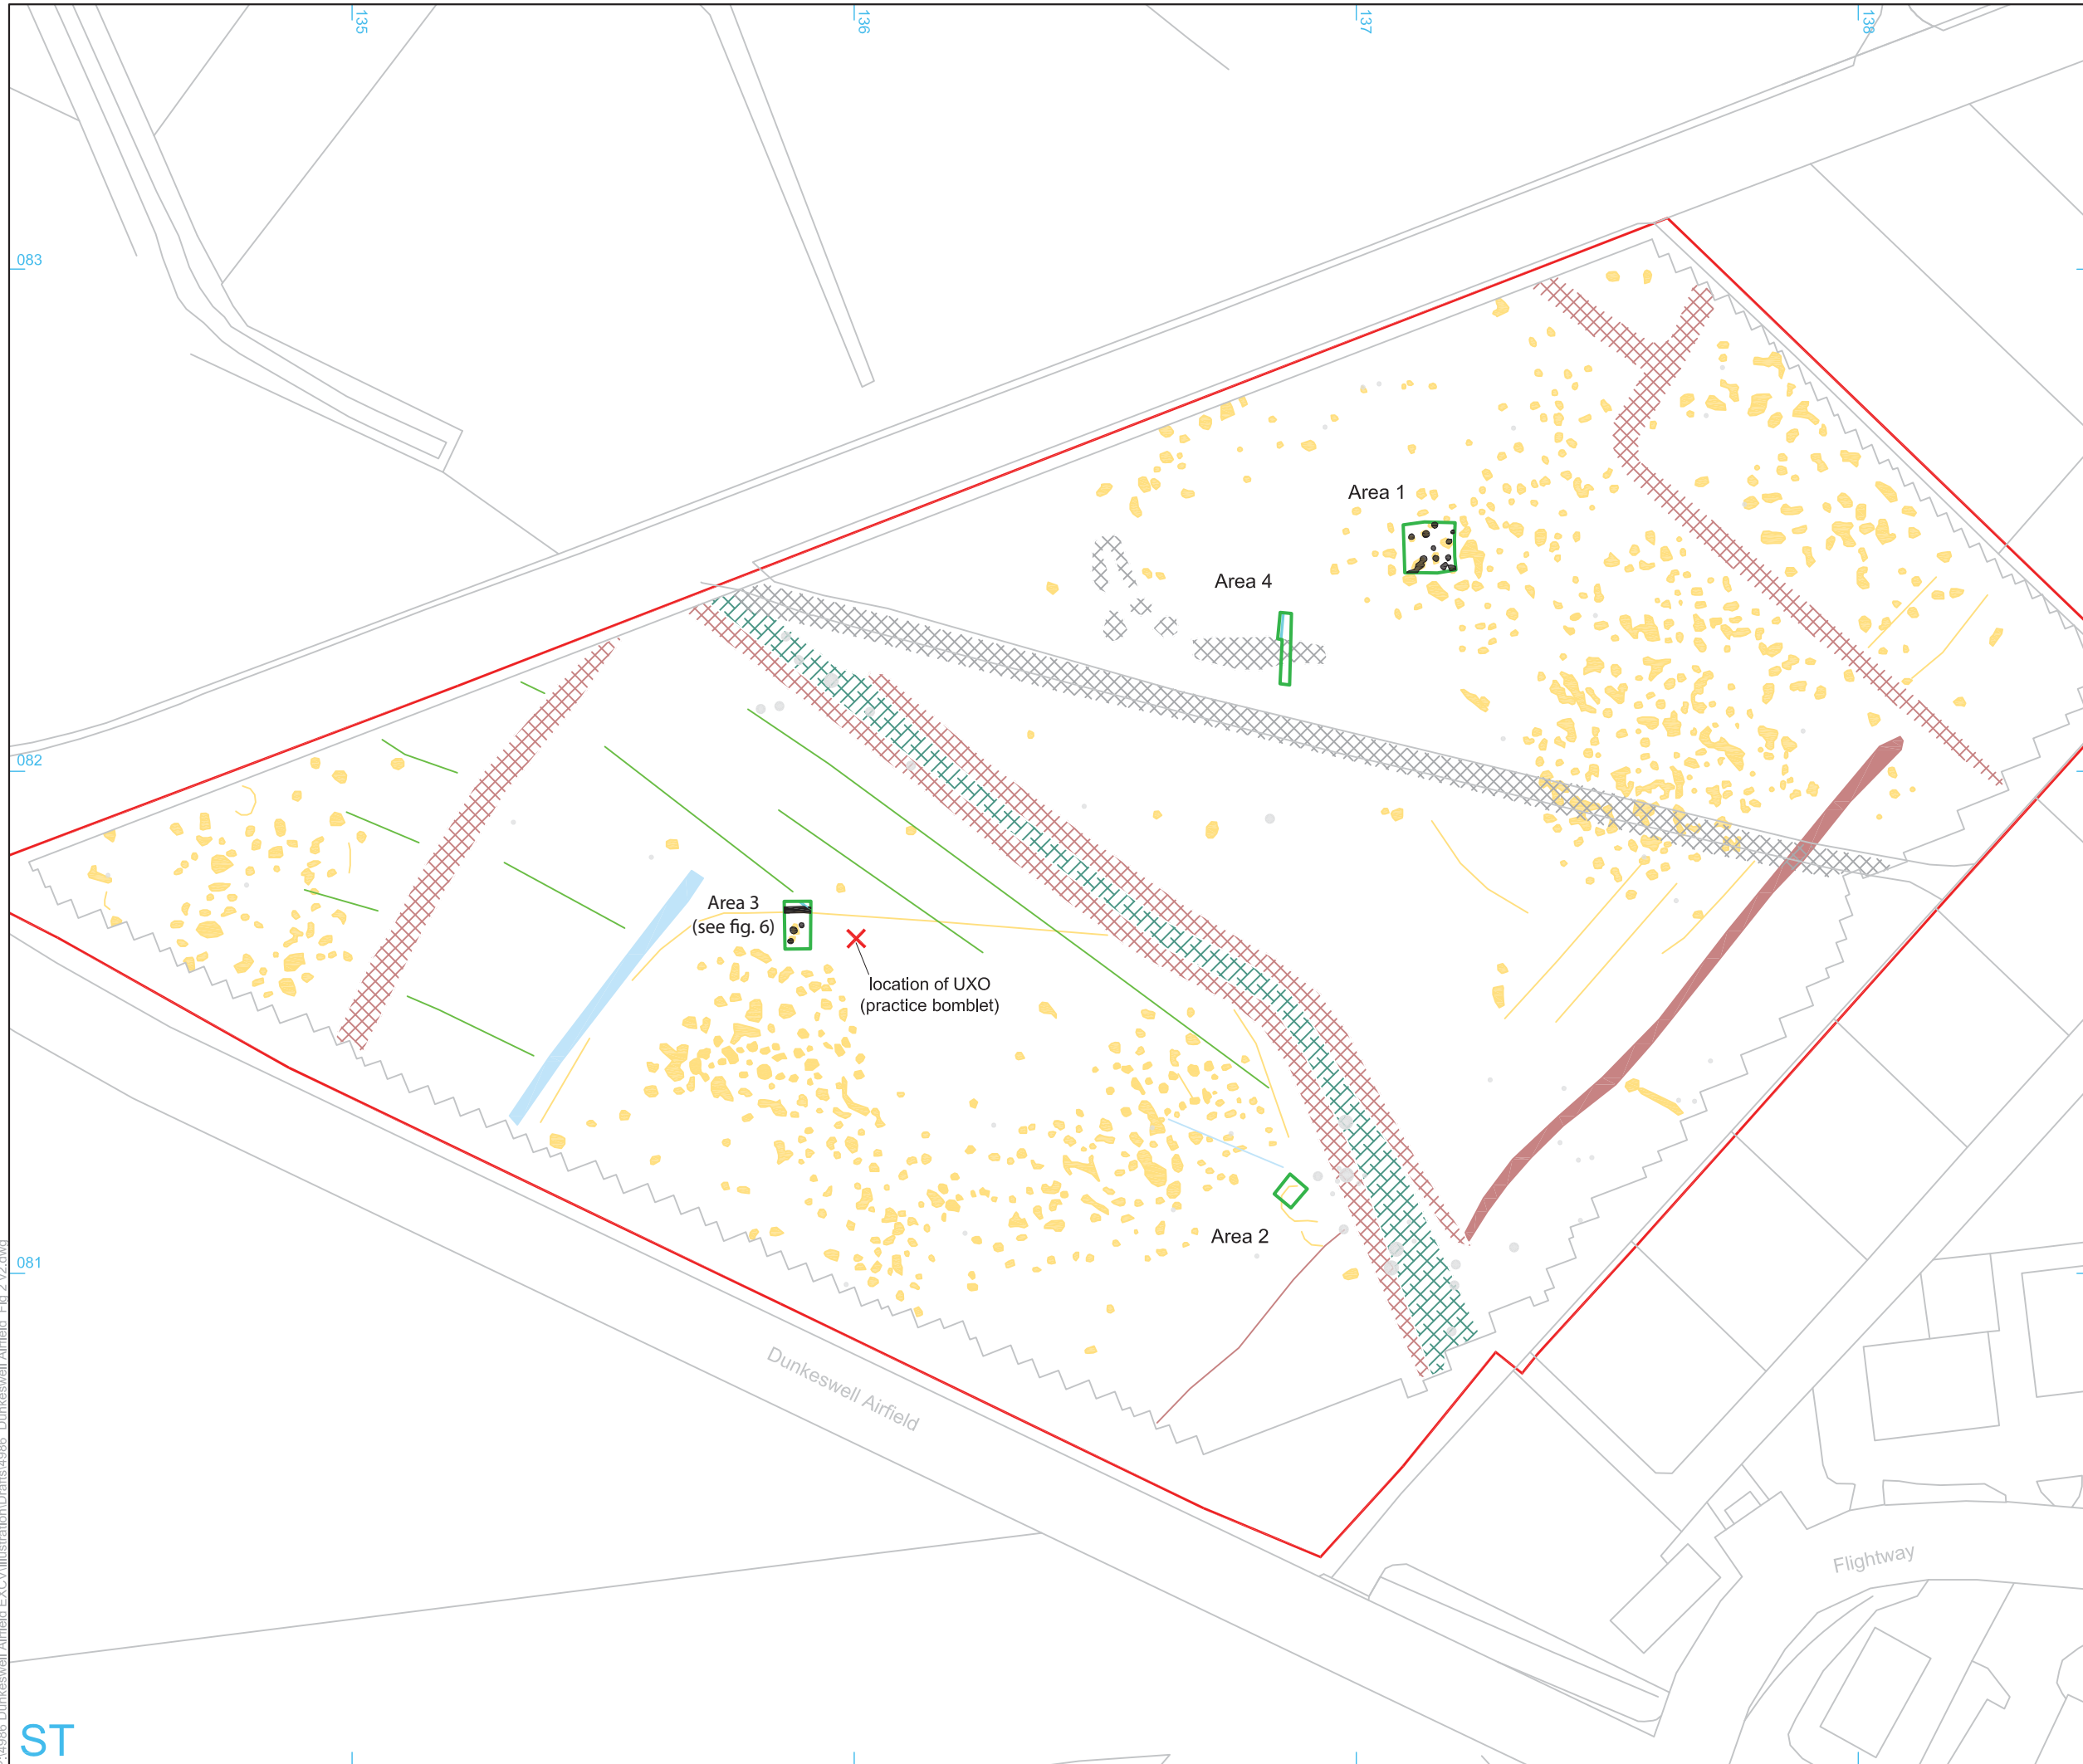 135
136
137
138
083
Area 1
Area 4
082
Area 3
(see fig. 6)
location of UXO
(practice bomblet)
Area 2
081
Dunkeswell Airfield
Flightway
ST